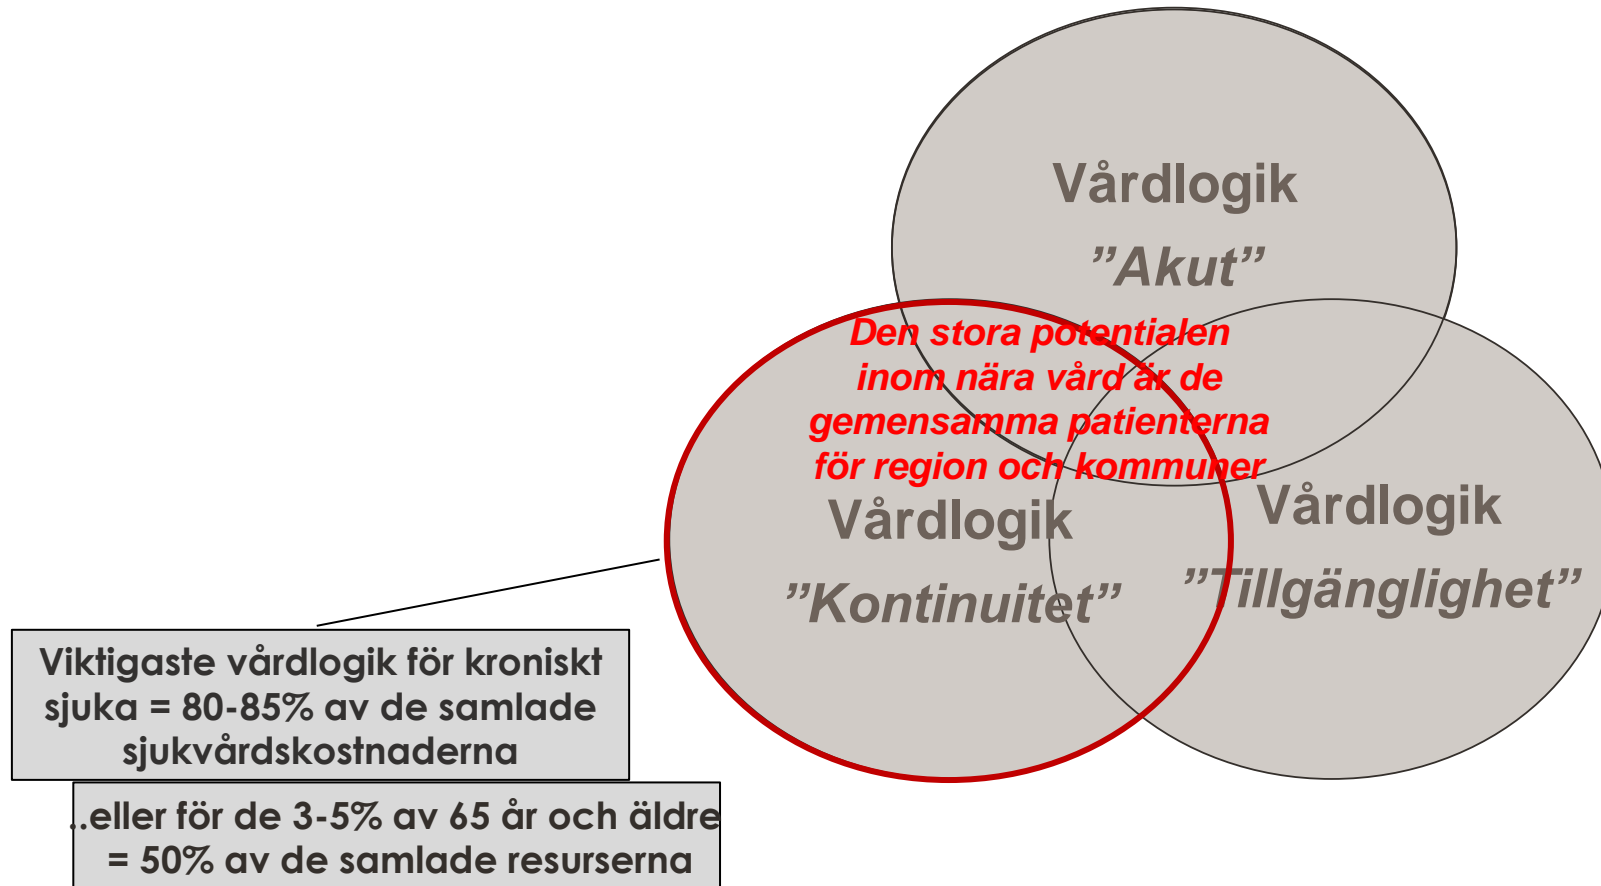 Vårdlogik
”Akut”
Den stora potentialen
inom nära vård är de
gemensamma patienterna
för region och kommuner
Vårdlogik
”Kontinuitet”
Vårdlogik
”Tillgänglighet”
Viktigaste vårdlogik för kroniskt
sjuka = 80-85% av de samlade
sjukvårdskostnaderna
..eller för de 3-5% av 65 år och äldre
= 50% av de samlade resurserna